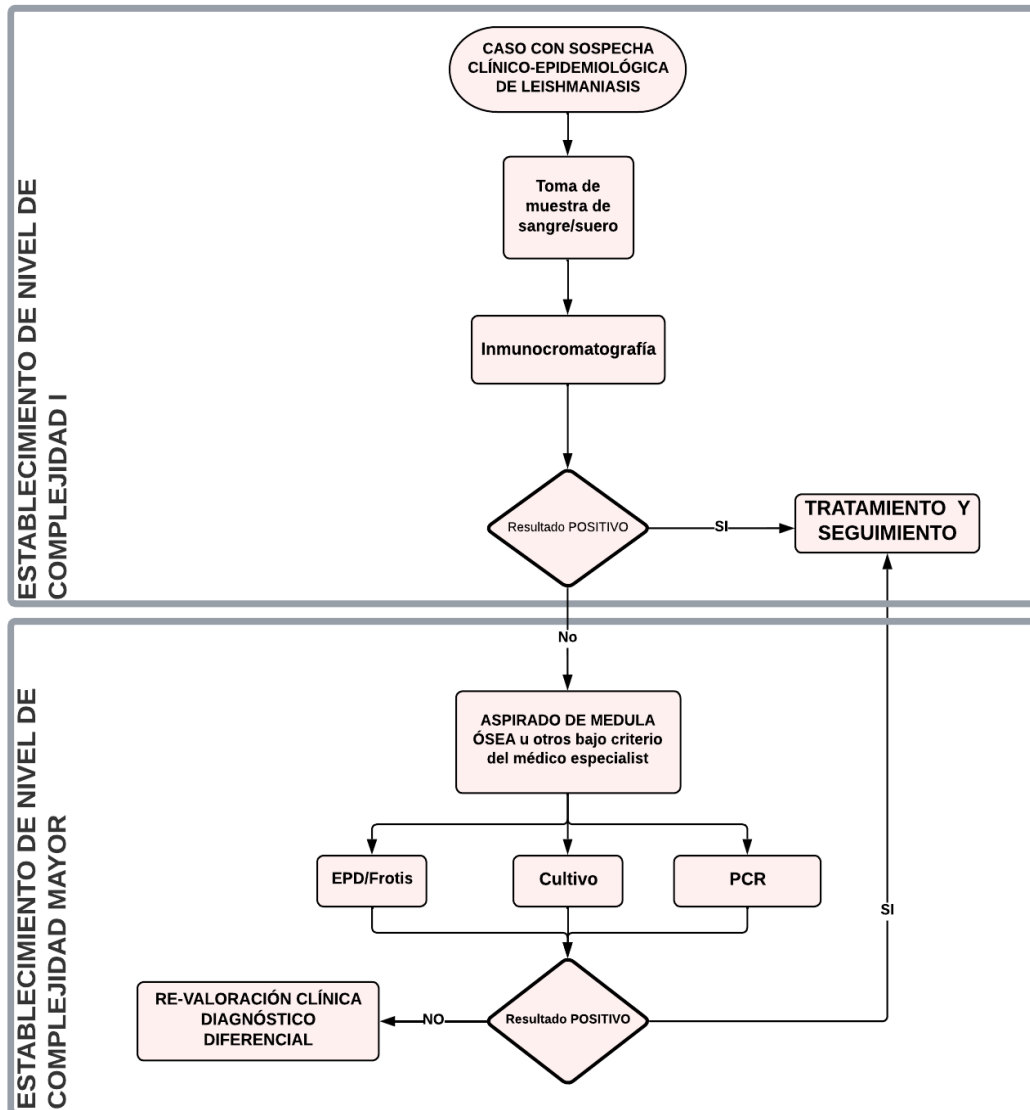 ESTABLECIMIENTO DE NIVEL DE
COMPLEJIDAD I
CASO CON SOSPECHA
CLÍNICO-EPIDEMIOLÓGICA
DE LEISHMANIASIS
Toma de
muestra de
sangre/suero
Inmunocromatografía
Resultado POSITIVO
SI
TRATAMIENTO Y
SEGUIMIENTO
No
ESTABLECIMIENTO DE NIVEL DE
COMPLEJIDAD MAYOR
ASPIRADO DE MEDULA
ÓSEA u otros bajo criterio
del médico especialist
EPD/Frotis
Cultivo
PCR
SI
Resultado POSITIVO
NO
RE-VALORACIÓN CLÍNICA
DIAGNÓSTICO
DIFERENCIAL